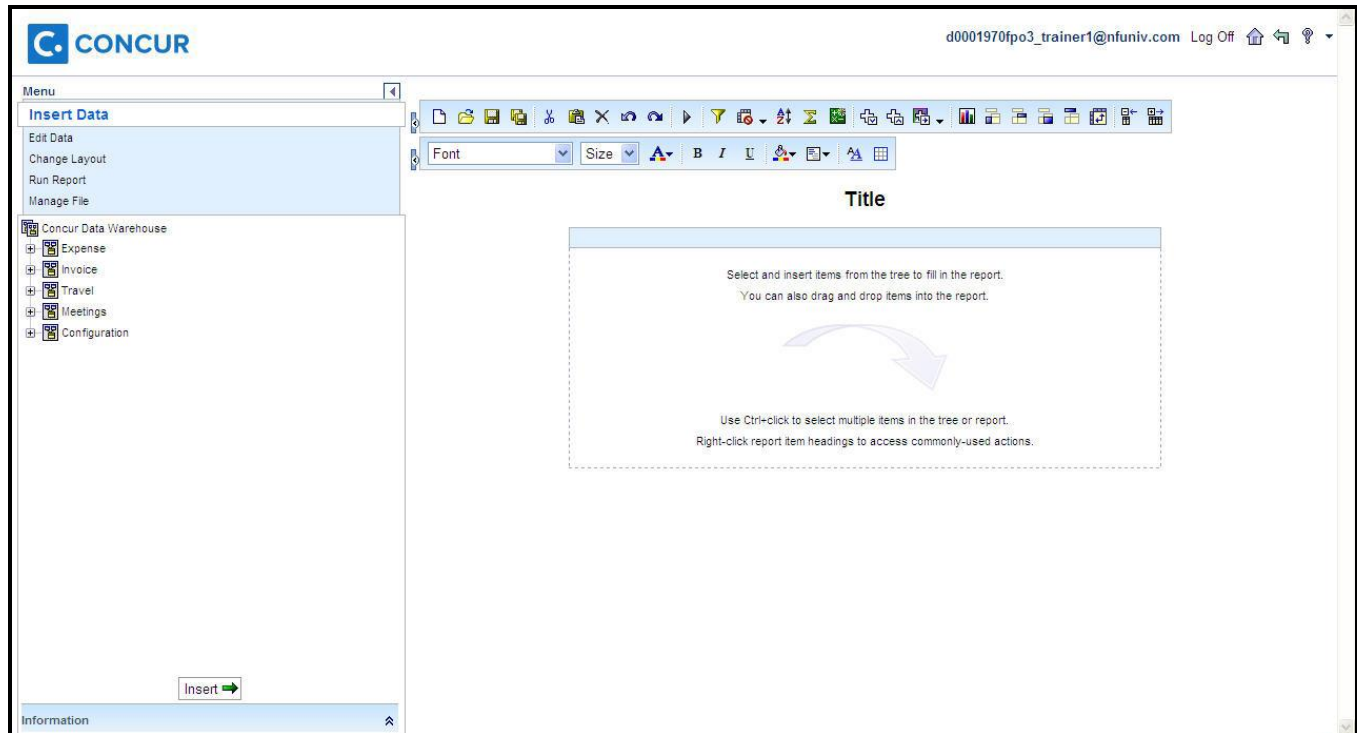 C. CONCUR
d0001970fpo3_trainer1@nfuniv.com Log Off
Menu
Insert Data
Edit Data
Change Layout
Run Report
Manage File
Font
Size
A
B I U
Title
Concur Data Warehouse
Expense
Invoice
Travel
Meetings
Configuration
Select and insert items from the tree to fill in the report.
You can also drag and drop items into the report.
Use Ctrl+click to select multiple items in the tree or report.
Right-click report item headings to access commonly-used actions.
Insert
Information